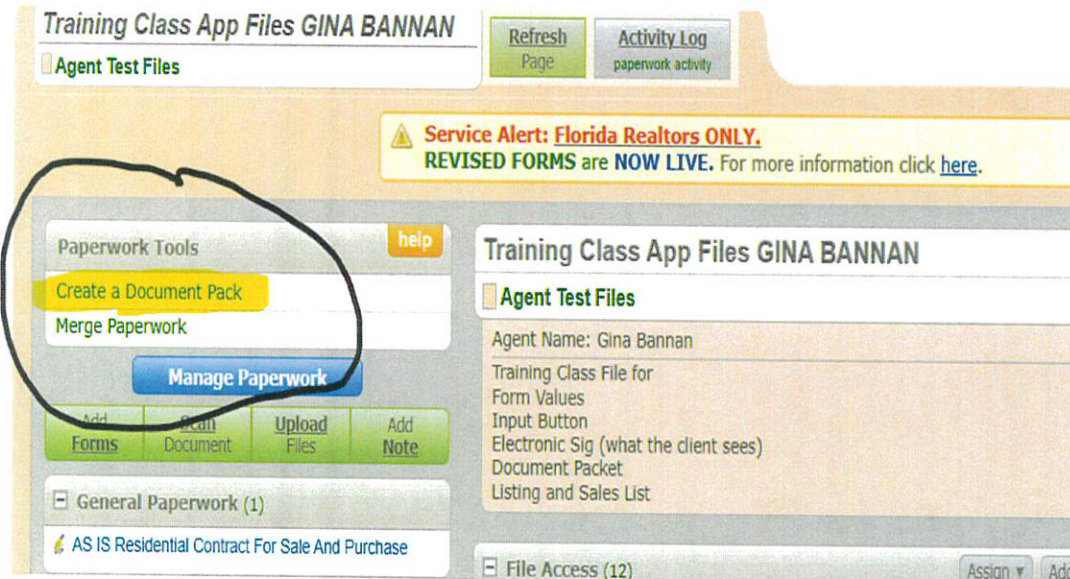 Training Class App Files GINA BANNAN
Agent Test Files
Refresh
Page
Activity Log
paperwork activity
Service Alert: Florida Realtors ONLY.
REVISED FORMS are NOW LIVE. For more information click here.
Paperwork Tools
help
Create a Document Pack
Merge Paperwork
Manage Paperwork
Add
Forms
Scan
Document
Upload
Files
Add
Note
General Paperwork (1)
AS IS Residential Contract For Sale And Purchase
Training Class App Files GINA BANNAN
Agent Test Files
Agent Name: Gina Bannan
Training Class File for
Form Values
Input Button
Electronic Sig (what the client sees)
Document Packet
Listing and Sales List
File Access (12)
Assign
Add